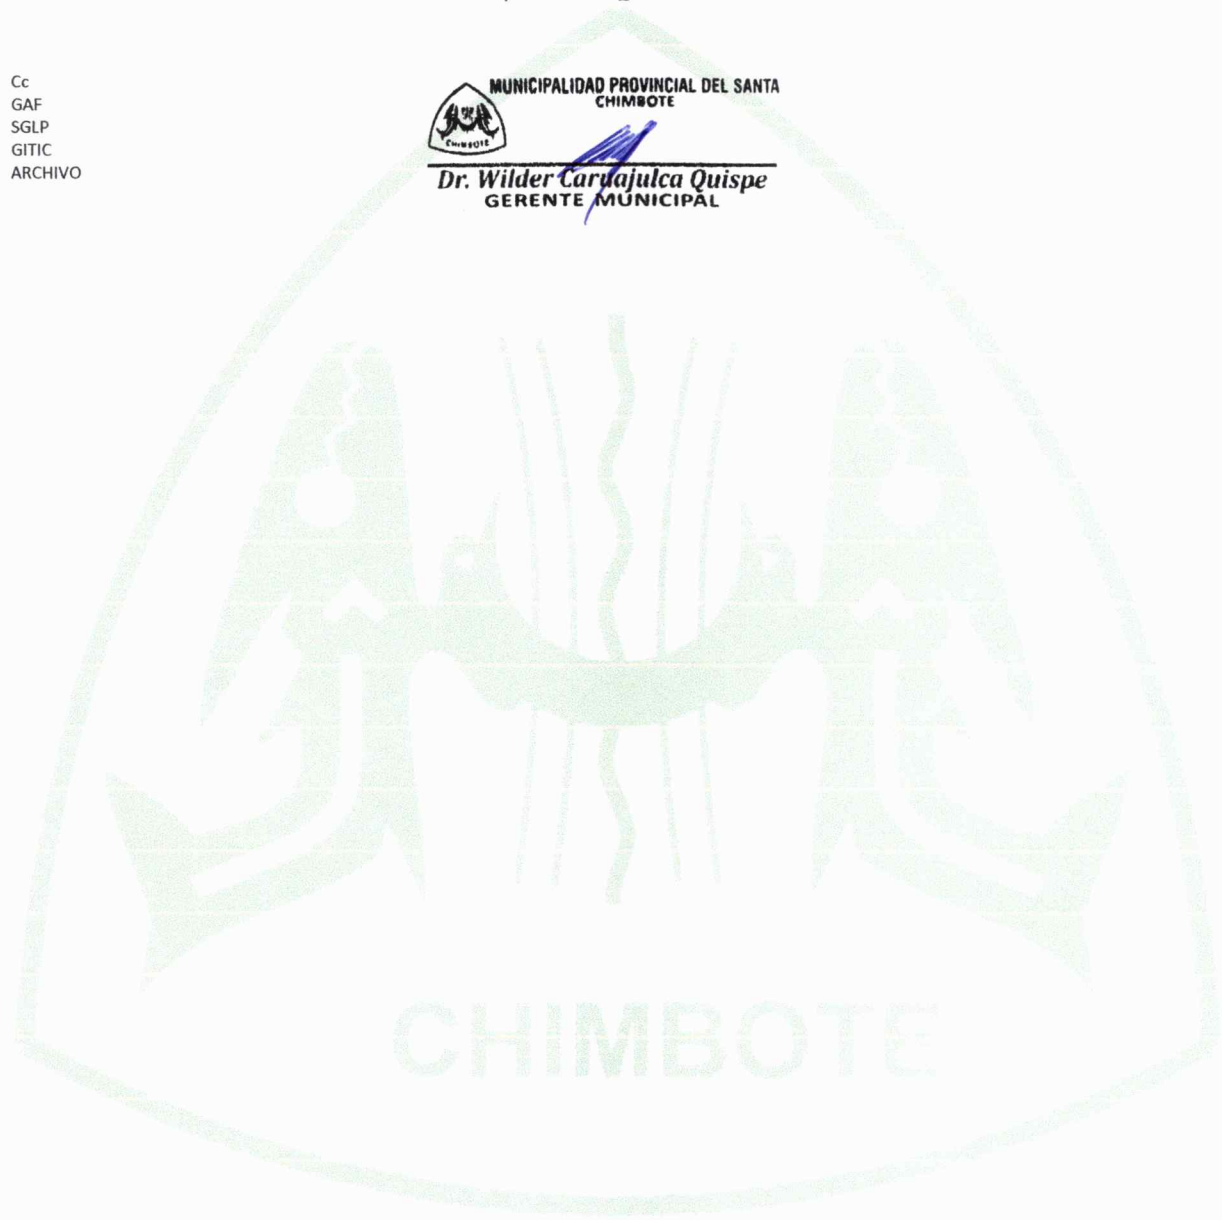 Cc
GAF
SGLP
GITIC
ARCHIVO
MUNICIPALIDAD PROVINCIAL DEL SANTA
CHIMBOTE
CHIMBOTE
Dr. Wilder Caruajulca Quispe
GERENTE MUNICIPAL
CHIMBOTE